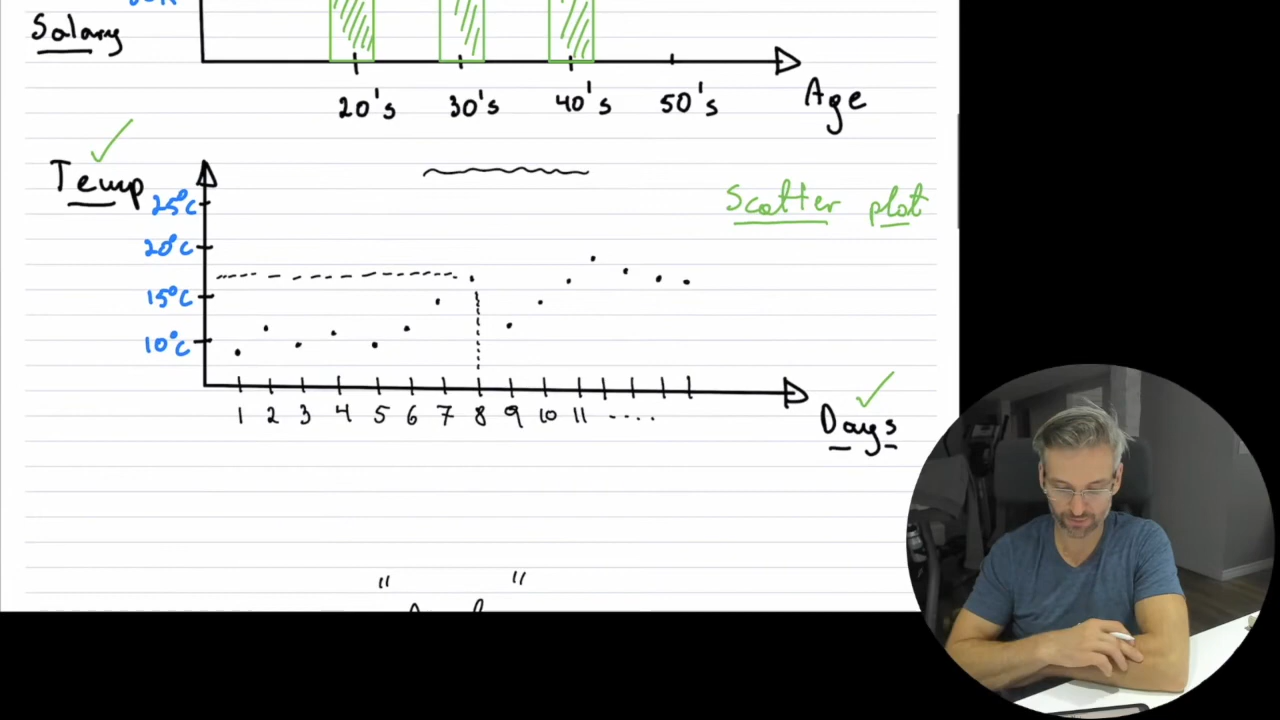 Salary
20's 30's 40's 50's
Age
Temp
Scatter plot
25°C
20°C
15°C
10°C
1 2 3 4 5 6 7 8 9 10 11 ....
Days
" "